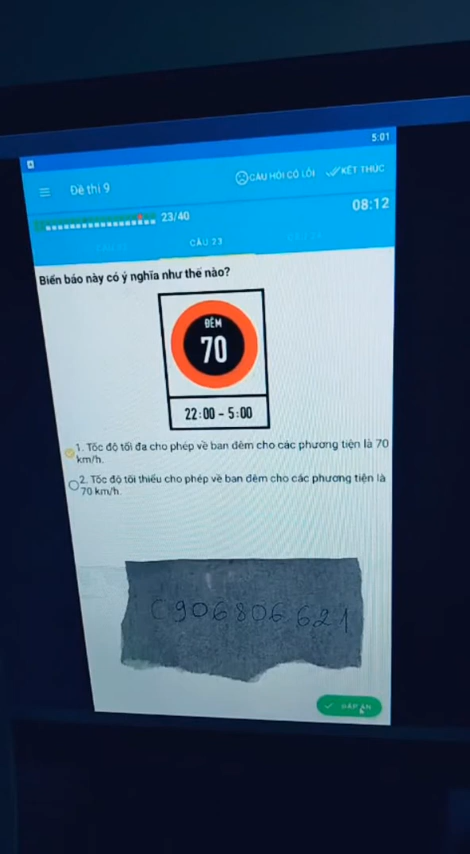 5:01
Đề thi 9
CÂU HỎI CÓ LỖI
KẾT THÚC
23/40
08:12
CÂU 23
Biển báo này có ý nghĩa như thế nào?
ĐÊM
70
22:00 - 5:00
1. Tốc độ tối đa cho phép về ban đêm cho các phương tiện là 70
km/h.
2. Tốc độ tối thiểu cho phép về ban đêm cho các phương tiện là
70 km/h.
0906806621
ĐÁP ÁN